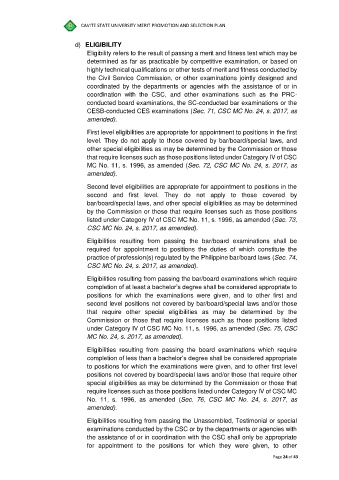 CAVITE STATE UNIVERSITY MERIT PROMOTION AND SELECTION PLAN
d) ELIGIBILITY
Eligibility refers to the result of passing a merit and fitness test which may be
determined as far as practicable by competitive examination, or based on
highly technical qualifications or other tests of merit and fitness conducted by
the Civil Service Commission, or other examinations jointly designed and
coordinated by the departments or agencies with the assistance of or in
coordination with the CSC, and other examinations such as the PRC-
conducted board examinations, the SC-conducted bar examinations or the
CESB-conducted CES examinations (Sec. 71, CSC MC No. 24, s. 2017, as
amended).
First level eligibilities are appropriate for appointment to positions in the first
level. They do not apply to those covered by bar/board/special laws, and
other special eligibilities as may be determined by the Commission or those
that require licenses such as those positions listed under Category IV of CSC
MC No. 11, s. 1996, as amended (Sec. 72, CSC MC No. 24, s. 2017, as
amended).
Second level eligibilities are appropriate for appointment to positions in the
second and first level. They do not apply to those covered by
bar/board/special laws, and other special eligibilities as may be determined
by the Commission or those that require licenses such as those positions
listed under Category IV of CSC MC No. 11, s. 1996, as amended (Sec. 73,
CSC MC No. 24, s. 2017, as amended).
Eligibilities resulting from passing the bar/board examinations shall be
required for appointment to positions the duties of which constitute the
practice of profession(s) regulated by the Philippine bar/board laws (Sec. 74,
CSC MC No. 24, s. 2017, as amended).
Eligibilities resulting from passing the bar/board examinations which require
completion of at least a bachelor's degree shall be considered appropriate to
positions for which the examinations were given, and to other first and
second level positions not covered by bar/board/special laws and/or those
that require other special eligibilities as may be determined by the
Commission or those that require licenses such as those positions listed
under Category IV of CSC MC No. 11, s. 1996, as amended (Sec. 75, CSC
MC No. 24, s. 2017, as amended).
Eligibilities resulting from passing the board examinations which require
completion of less than a bachelor's degree shall be considered appropriate
to positions for which the examinations were given, and to other first level
positions not covered by board/special laws and/or those that require other
special eligibilities as may be determined by the Commission or those that
require licenses such as those positions listed under Category IV of CSC MC
No. 11, s. 1996, as amended (Sec. 76, CSC MC No. 24, s. 2017, as
amended).
Eligibilities resulting from passing the Unassembled, Testimonial or special
examinations conducted by the CSC or by the departments or agencies with
the assistance of or in coordination with the CSC shall only be appropriate
for appointment to the positions for which they were given, to other
Page 24 of 43